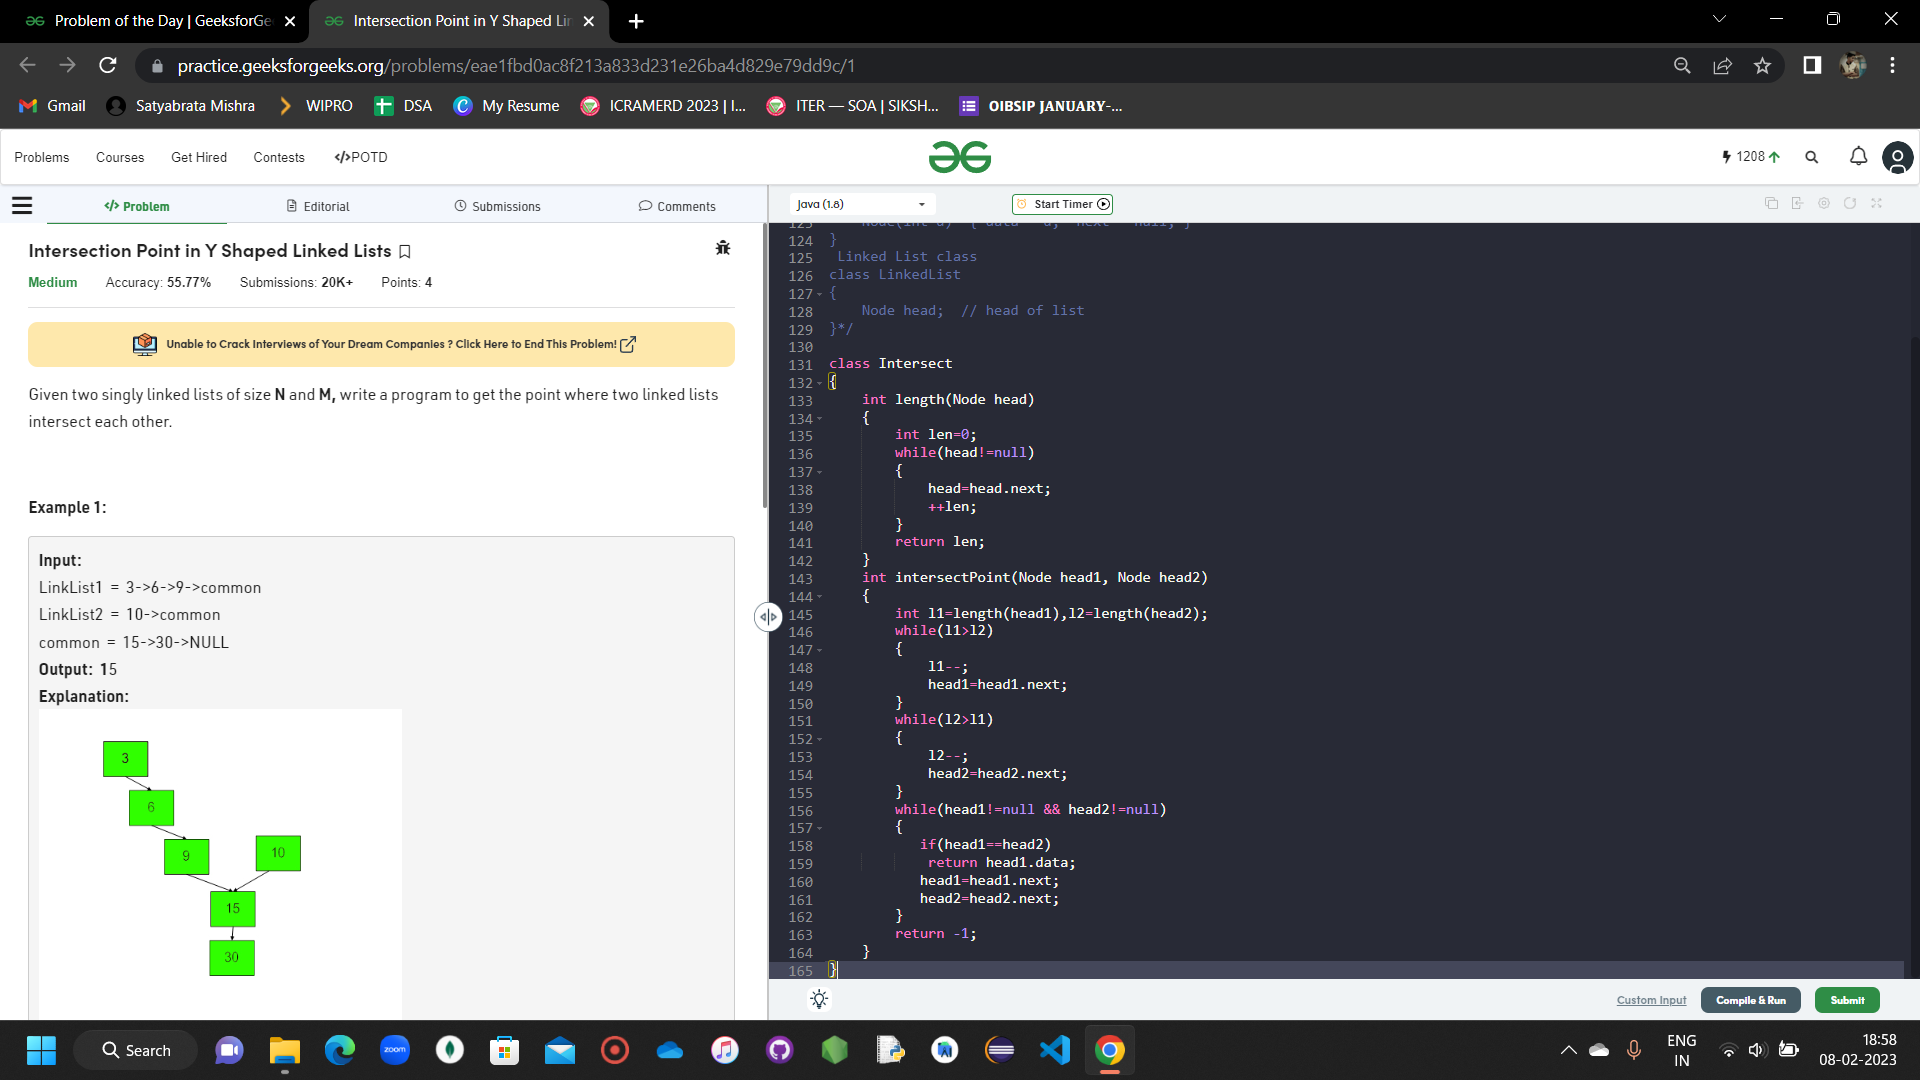 Problem of the Day | GeeksforGe
Intersection Point in Y Shaped Lin
practice.geeksforgeeks.org/problems/eae1fbd0ac8f213a833d231e26ba4d829e79dd9c/1
Gmail
Satyabrata Mishra
WIPRO
DSA
My Resume
ICRAMERD 2023 | I...
ITER — SOA | SIKSH...
OIBSIP JANUARY-...
Problems
Courses
Get Hired
Contests
</>POTD
1208
</> Problem
Editorial
Submissions
Comments
Java (1.8)
Start Timer
Intersection Point in Y Shaped Linked Lists
Medium
Accuracy: 55.77%
Submissions: 20K+
Points: 4
Unable to Crack Interviews of Your Dream Companies ? Click Here to End This Problem!
Given two singly linked lists of size N and M, write a program to get the point where two linked lists
intersect each other.
Example 1:
Input:
LinkList1 = 3->6->9->common
LinkList2 = 10->common
common = 15->30->NULL
Output: 15
Explanation:
3
6
9
10
15
30
124 }
125 Linked List class
126 class LinkedList
127 {
128 Node head; // head of list
129 }*/
130
131 class Intersect
132 {
133 int length(Node head)
134 {
135 int len=0;
136 while(head!=null)
137 {
138 head=head.next;
139 ++len;
140 }
141 return len;
142 }
143 int intersectPoint(Node head1, Node head2)
144 {
145 int l1=length(head1),l2=length(head2);
146 while(l1>l2)
147 {
148 l1--;
149 head1=head1.next;
150 }
151 while(l2>l1)
152 {
153 l2--;
154 head2=head2.next;
155 }
156 while(head1!=null && head2!=null)
157 {
158 if(head1==head2)
159 return head1.data;
160 head1=head1.next;
161 head2=head2.next;
162 }
163 return -1;
164 }
165 }
Custom Input
Compile & Run
Submit
Search
zoom
ENG
IN
18:58
08-02-2023